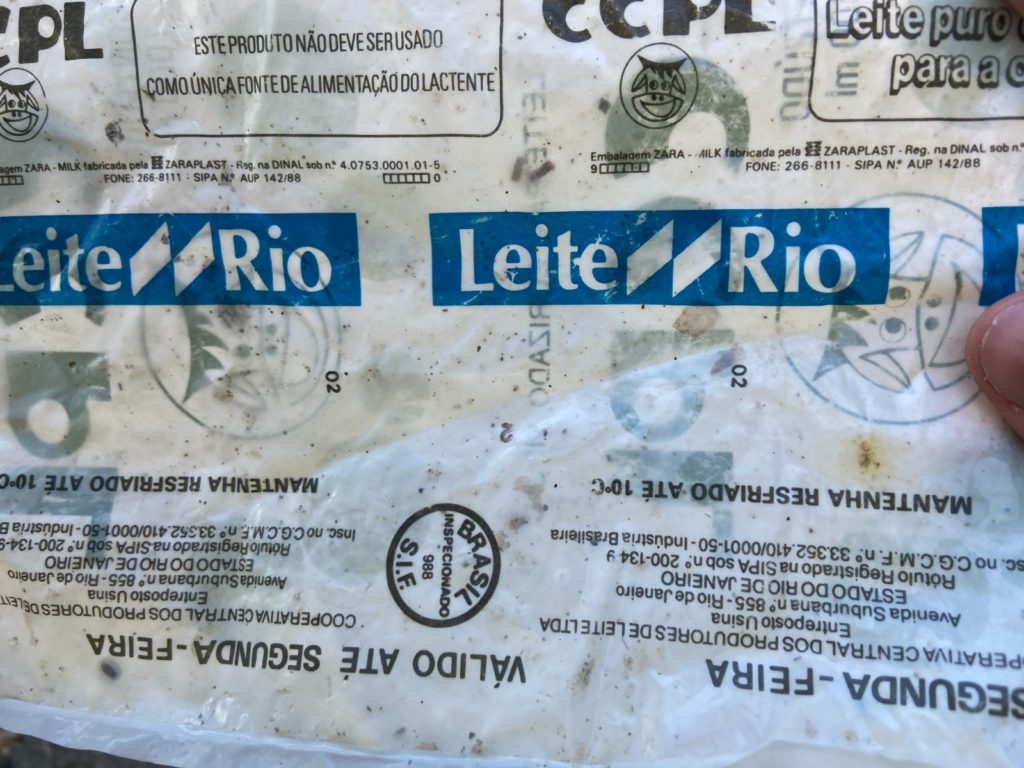 CCPL
CCPL
Leite puro
para a
ESTE PRODUTO NÃO DEVE SER USADO
COMO ÚNICA FONTE DE ALIMENTAÇÃO DO LACTENTE
Embalagem ZARA - MILK fabricada pela ZARAPLAST - Reg. na DINAL sob n.º 4.0753.0001.01-5
FONE: 266-8111 - SIPA N.º AUP 142/88
0
Embalagem ZARA - MILK fabricada pela ZARAPLAST - Reg. na DINAL sob n.º
FONE: 266-8111 - SIPA N.º AUP 142/88
9
Leite Rio
Leite Rio
02
02
2
VÁLIDO ATÉ SEGUNDA-FEIRA
COOPERATIVA CENTRAL DOS PRODUTORES DE LEITE
Entreposto Usina
Avenida Suburbana n.º 855 - Rio de Janeiro
ESTADO DO RIO DE JANEIRO
Rótulo Registrado na SIPA sob n.º 200-134-9
Insc. no C.G.C.M.F. n.º 33.352.410/0001-50 - Indústria B
MANTENHA RESFRIADO ATÉ 10ºC
BRASIL
INSPECIONADO
988
S.I.F.
SEGUNDA-FEIRA
PERATIVA CENTRAL DOS PRODUTORES DE LEITE LTDA
Entreposto Usina
Avenida Suburbana n.º 855 - Rio de Janeiro
ESTADO DO RIO DE JANEIRO
Rótulo Registrado na SIPA sob n.º 200-134 9
nsc. no C.G.C.M.F. n.º 33.352.410/0001-50 - Indústria Brasileira
MANTENHA RESFRIADO ATÉ 10ºC